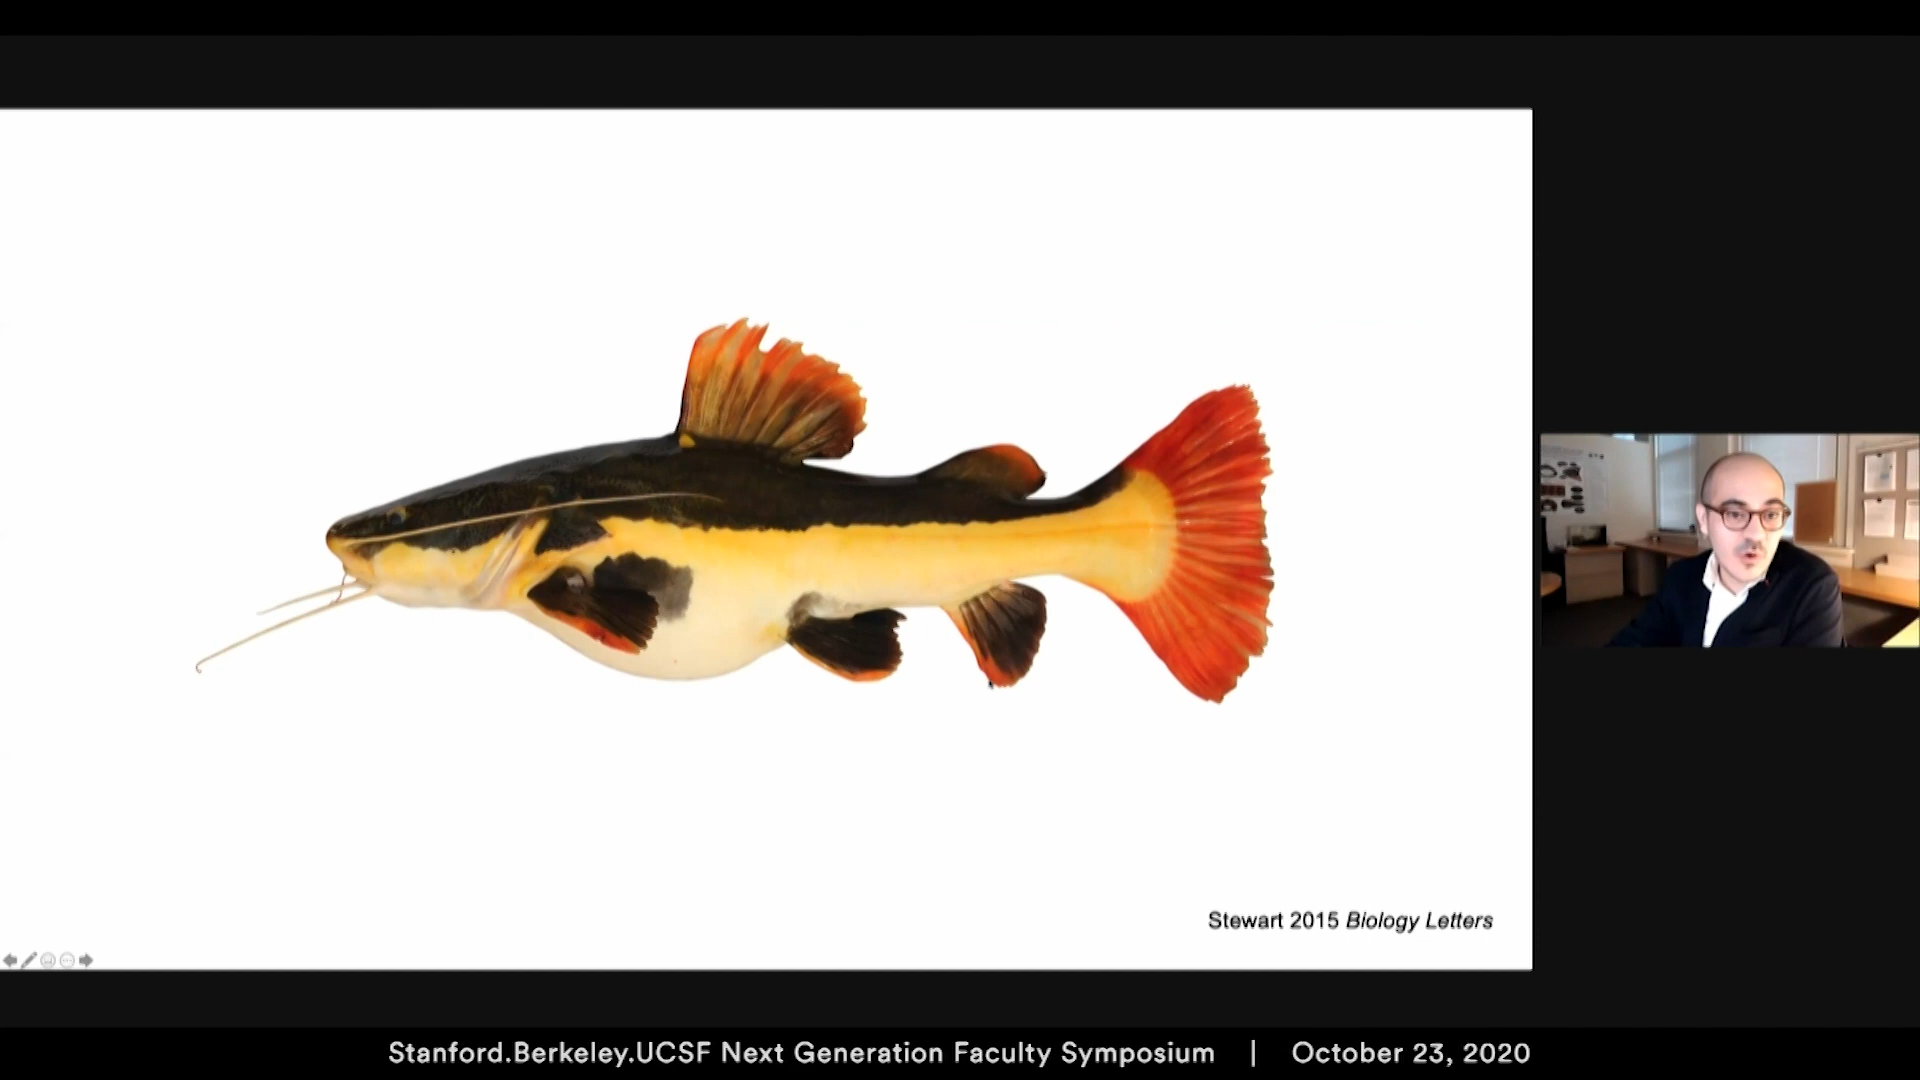 Stewart 2015 Biology Letters
Stanford.Berkeley.UCSF Next Generation Faculty Symposium | October 23, 2020